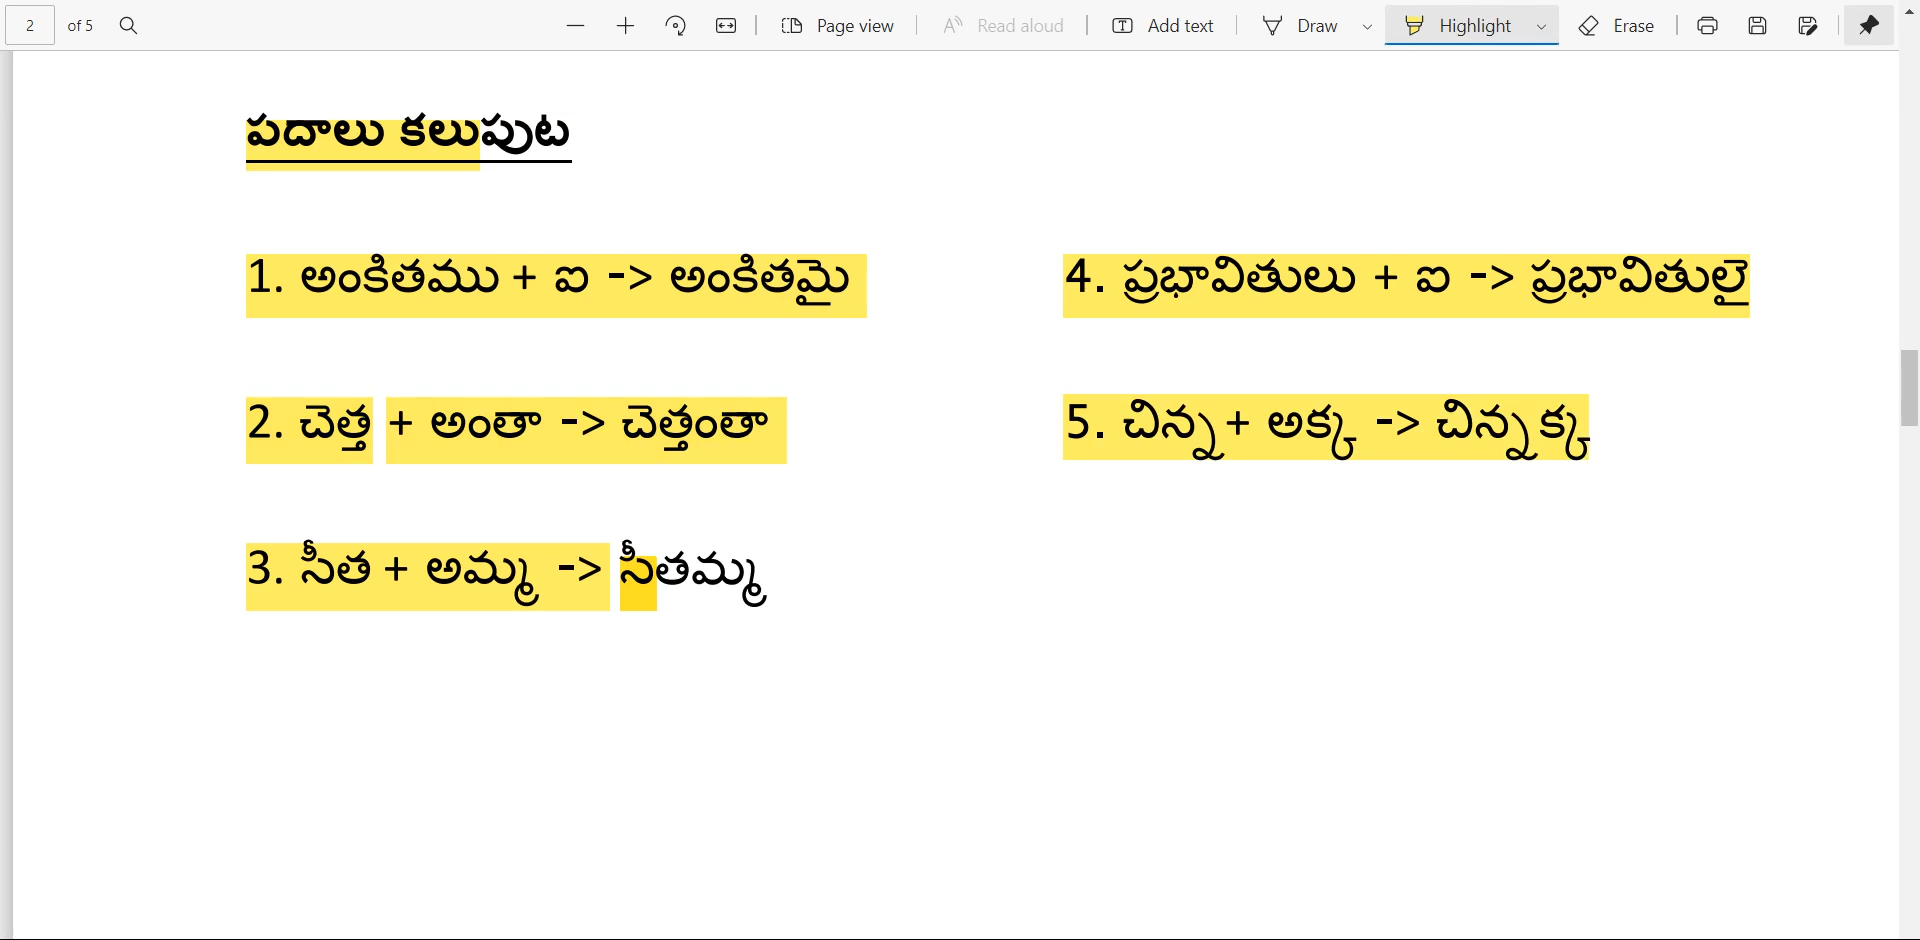 2 of 5 Page view Read aloud Add text Draw Highlight Erase
పదాలు కలుపుట
1. అంకితము + ఐ -> అంకితమై
2. చెత్త + అంతా -> చెత్తంతా
3. సీత + అమ్మ -> సీతమ్మ
4. ప్రభావితులు + ఐ -> ప్రభావితులై
5. చిన్న + అక్క -> చిన్నక్క